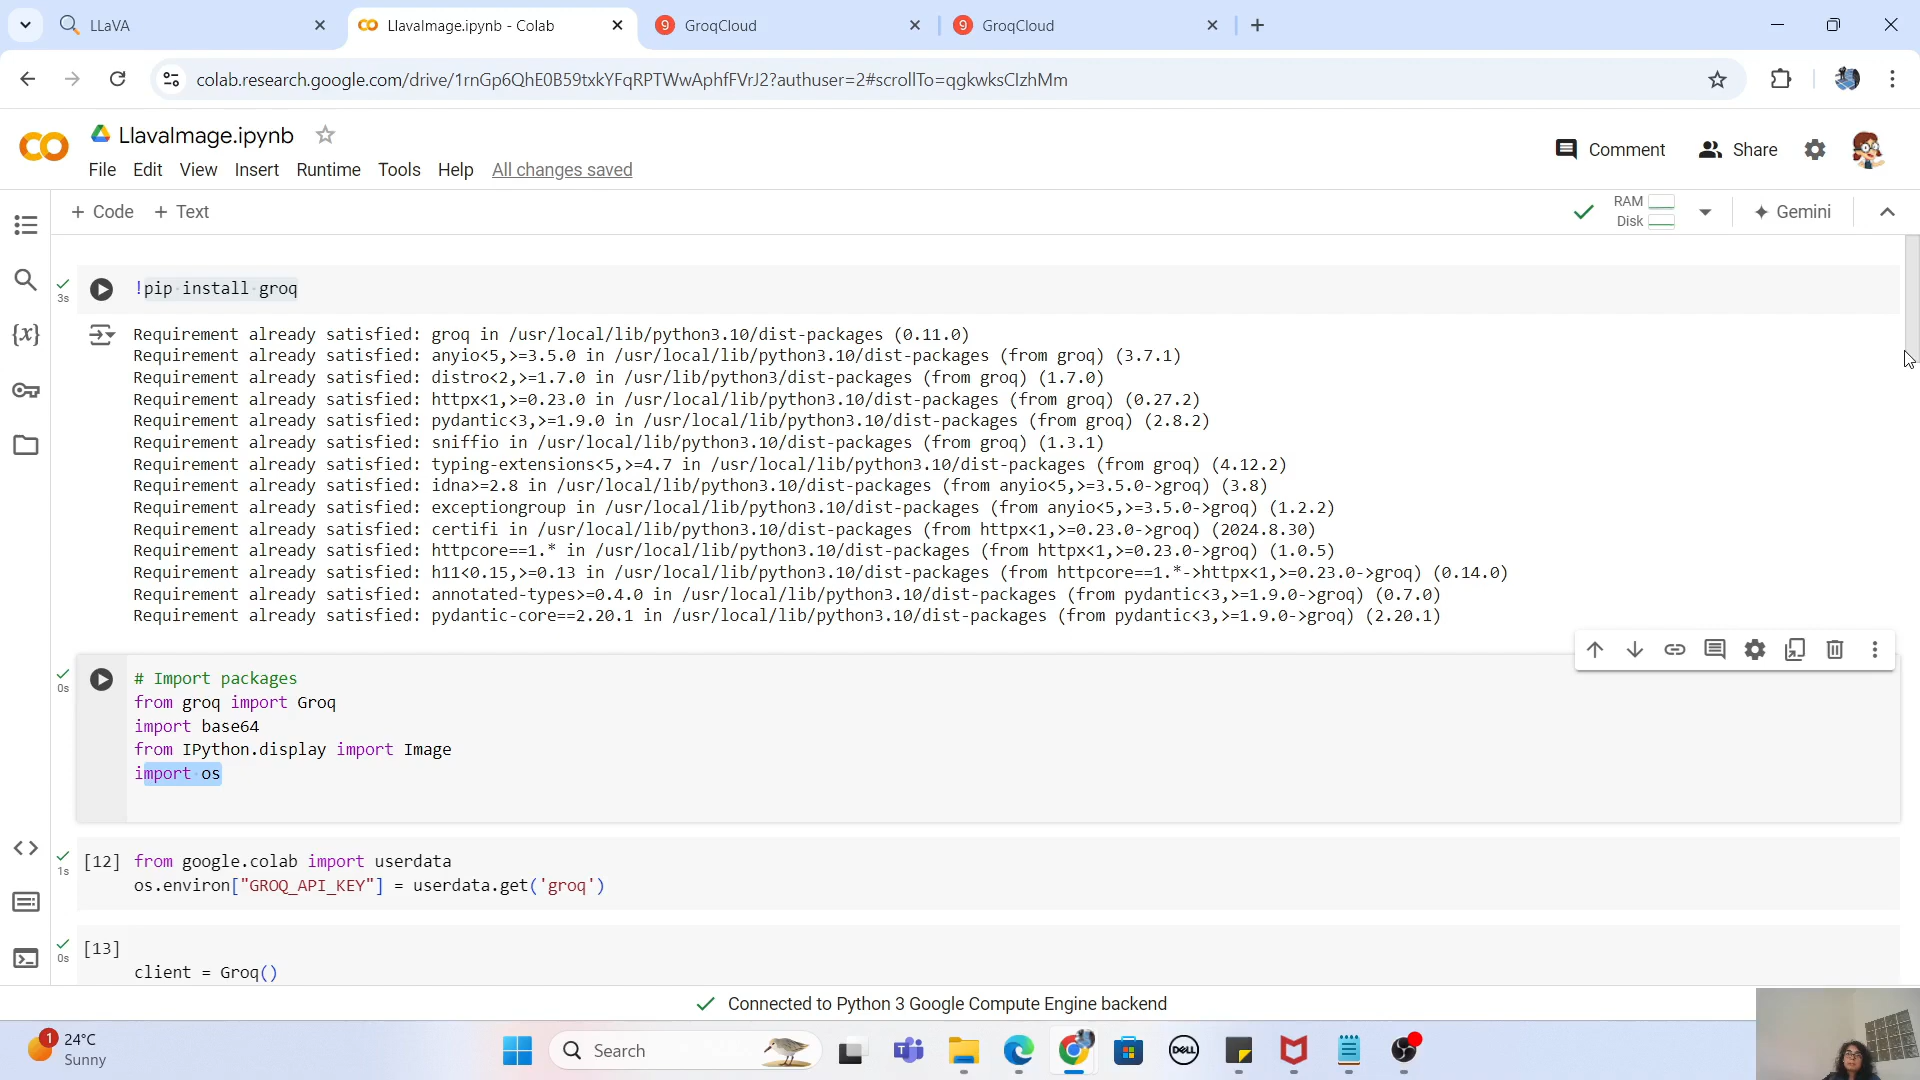 LLaVA
LlavaImage.ipynb - Colab
GroqCloud
GroqCloud
colab.research.google.com/drive/1rnGp6QhE0B59txkYFqRPTWwAphfFVrJ2?authuser=2#scrollTo=qgkwksCIzhMm
LlavaImage.ipynb
File Edit View Insert Runtime Tools Help All changes saved
Comment
Share
+ Code + Text
RAM
Disk
Gemini
3s
!pip install groq
Requirement already satisfied: groq in /usr/local/lib/python3.10/dist-packages (0.11.0)
Requirement already satisfied: anyio<5,>=3.5.0 in /usr/local/lib/python3.10/dist-packages (from groq) (3.7.1)
Requirement already satisfied: distro<2,>=1.7.0 in /usr/lib/python3/dist-packages (from groq) (1.7.0)
Requirement already satisfied: httpx<1,>=0.23.0 in /usr/local/lib/python3.10/dist-packages (from groq) (0.27.2)
Requirement already satisfied: pydantic<3,>=1.9.0 in /usr/local/lib/python3.10/dist-packages (from groq) (2.8.2)
Requirement already satisfied: sniffio in /usr/local/lib/python3.10/dist-packages (from groq) (1.3.1)
Requirement already satisfied: typing-extensions<5,>=4.7 in /usr/local/lib/python3.10/dist-packages (from groq) (4.12.2)
Requirement already satisfied: idna>=2.8 in /usr/local/lib/python3.10/dist-packages (from anyio<5,>=3.5.0->groq) (3.8)
Requirement already satisfied: exceptiongroup in /usr/local/lib/python3.10/dist-packages (from anyio<5,>=3.5.0->groq) (1.2.2)
Requirement already satisfied: certifi in /usr/local/lib/python3.10/dist-packages (from httpx<1,>=0.23.0->groq) (2024.8.30)
Requirement already satisfied: httpcore==1.* in /usr/local/lib/python3.10/dist-packages (from httpx<1,>=0.23.0->groq) (1.0.5)
Requirement already satisfied: h11<0.15,>=0.13 in /usr/local/lib/python3.10/dist-packages (from httpcore==1.*->httpx<1,>=0.23.0->groq) (0.14.0)
Requirement already satisfied: annotated-types>=0.4.0 in /usr/local/lib/python3.10/dist-packages (from pydantic<3,>=1.9.0->groq) (0.7.0)
Requirement already satisfied: pydantic-core==2.20.1 in /usr/local/lib/python3.10/dist-packages (from pydantic<3,>=1.9.0->groq) (2.20.1)
0s
# Import packages
from groq import Groq
import base64
from IPython.display import Image
import os
1s
[12] from google.colab import userdata
os.environ["GROQ_API_KEY"] = userdata.get('groq')
0s
[13]
client = Groq()
Connected to Python 3 Google Compute Engine backend
1
24°C
Sunny
Search
DELL